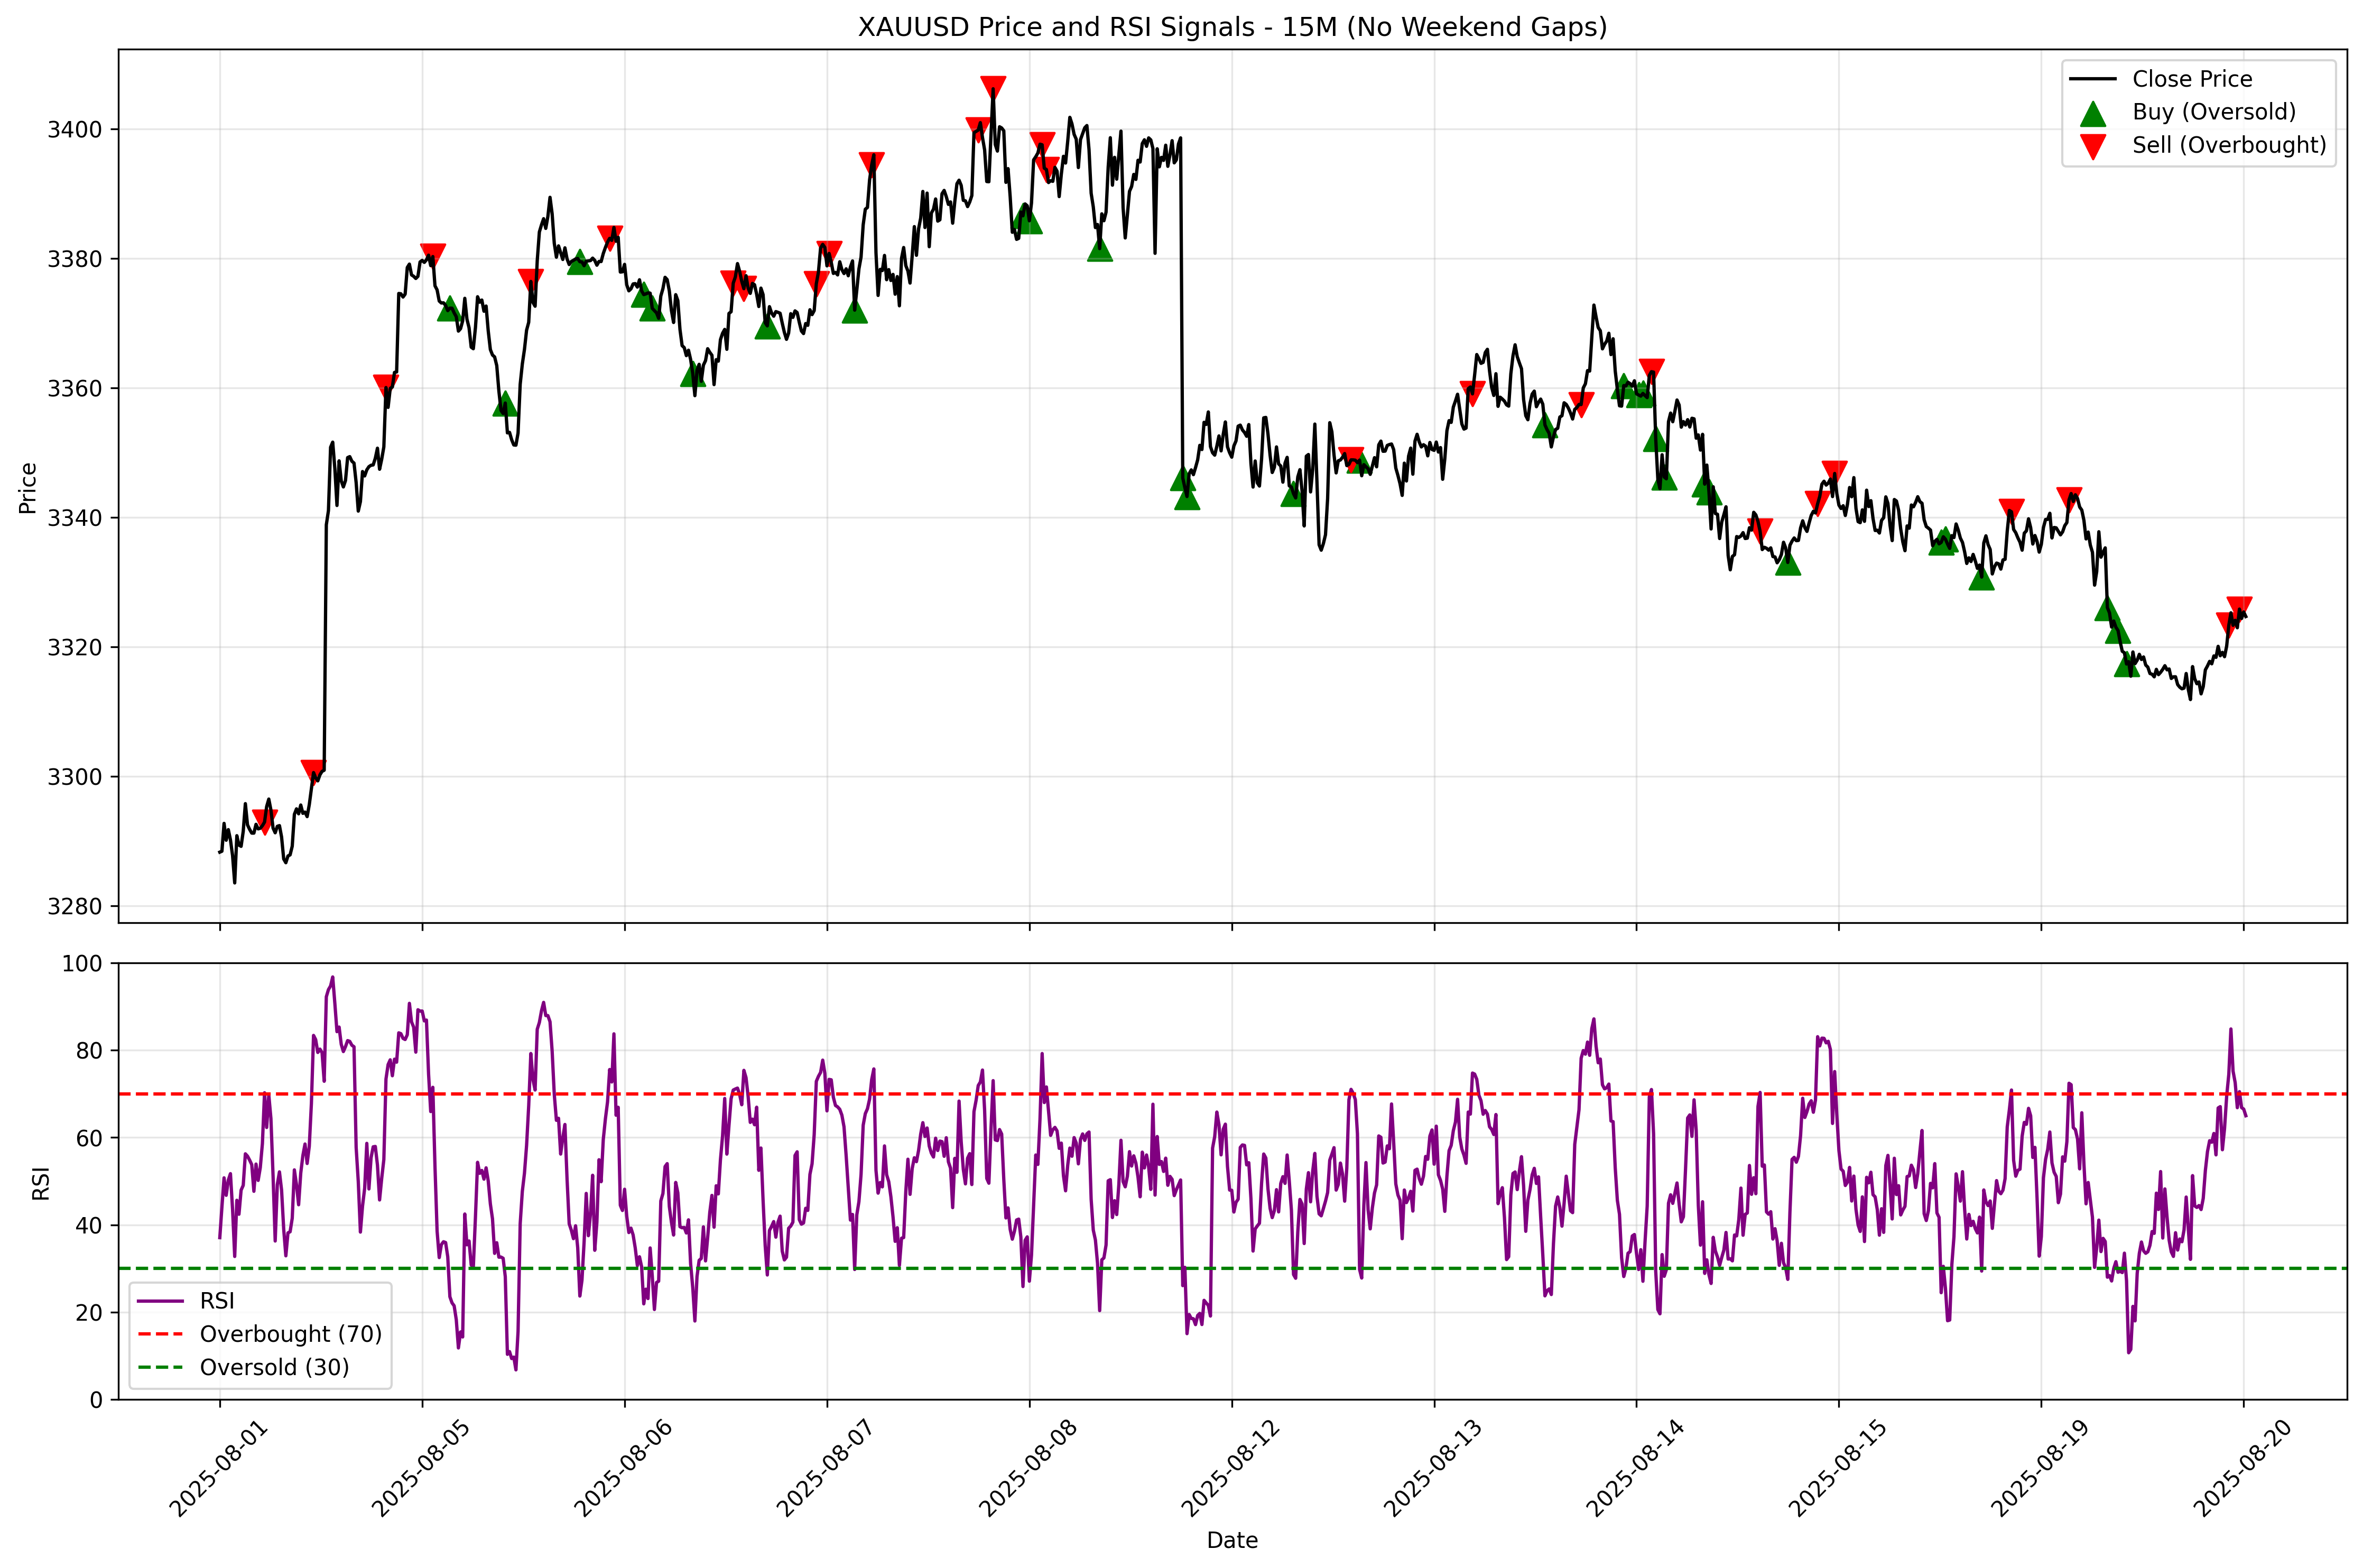 XAUUSD Price and RSI Signals - 15M (No Weekend Gaps)
Close Price
Buy (Oversold)
Sell (Overbought)
Price
3400
3380
3360
3340
3320
3300
3280
RSI
100
80
60
40
20
0
RSI
Overbought (70)
Oversold (30)
2025-08-01
2025-08-05
2025-08-06
2025-08-07
2025-08-08
2025-08-12
2025-08-13
2025-08-14
2025-08-15
2025-08-19
2025-08-20
Date